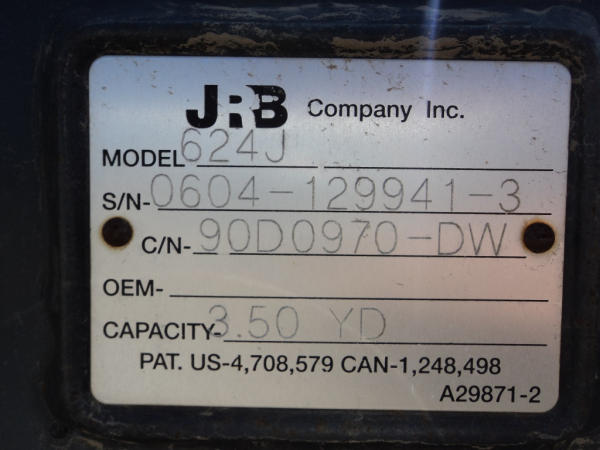 JRB Company Inc.
MODEL 624J
S/N- 0604-129941-3
C/N- 90D0970-DW
OEM-
CAPACITY- 3.50 YD
PAT. US-4,708,579 CAN-1,248,498
A29871-2